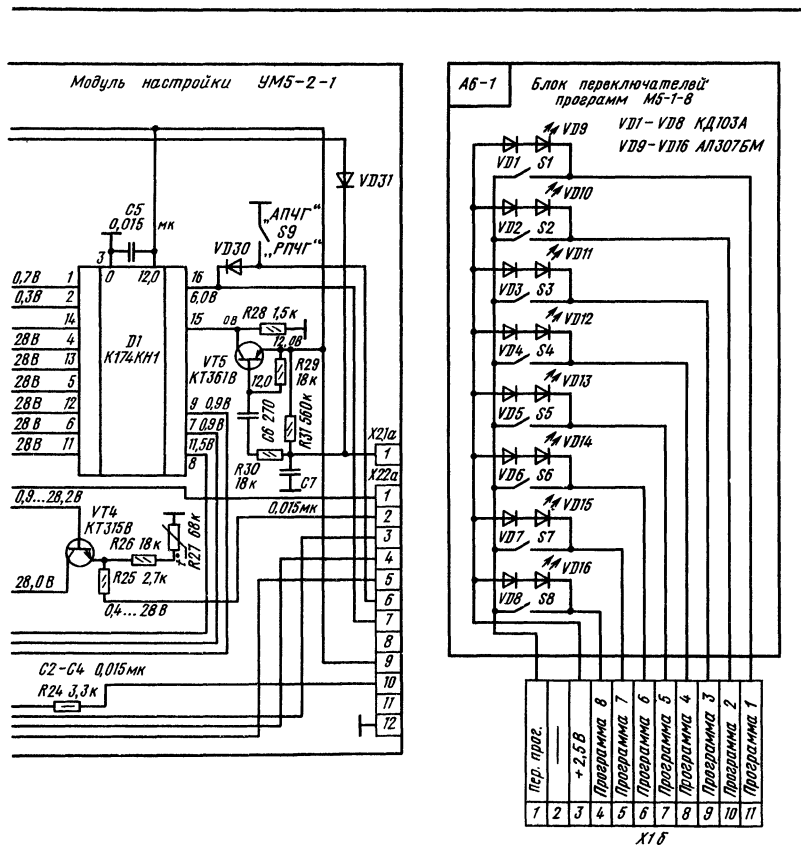 Модуль настройки УМ5-2-1
VD31
С5
0,015 мк
„АПЧГ“
S9
„РПЧГ“
VD30
3
0
12,0
0,7В 1
0,3В 2
14
28В 4
28В 13
28В 5
28В 12
28В 6
28В 11
D1
К174КН1
16
6,0В
15
9 0,9В
7 0,9В
11,5В
8
0В
R28 1,5к
12,0В
VT5
КТ361В
12,0
R29
18к
С6 270
R31 560к
R30
18к
С7
0,015мк
Х21а
1
Х22а
1
2
3
4
5
6
7
8
9
10
11
12
0,9...28,2В
VT4
КТ315В
R26 18к
R27 68к
t°
R25 2,7к
28,0В
0,4...28В
С2-С4 0,015мк
R24 3,3к
А6-1
Блок переключателей
программ М5-1-8
VD1-VD8 КД103А
VD9-VD16 АЛ307БМ
VD9
VD1 S1
VD10
VD2 S2
VD11
VD3 S3
VD12
VD4 S4
VD13
VD5 S5
VD14
VD6 S6
VD15
VD7 S7
VD16
VD8 S8
Пер. прог.
—
+2,5В
Программа 8
Программа 7
Программа 6
Программа 5
Программа 4
Программа 3
Программа 2
Программа 1
1 2 3 4 5 6 7 8 9 10 11
Х1б